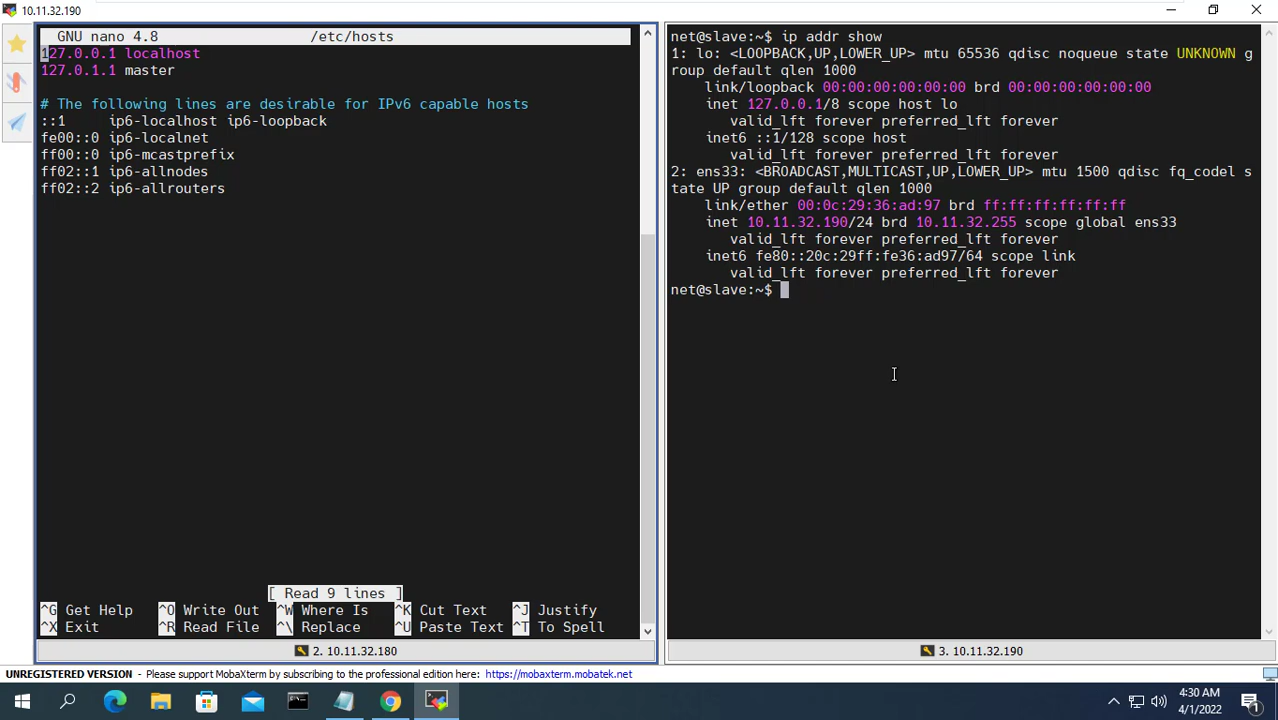 10.11.32.190
GNU nano 4.8 /etc/hosts
127.0.0.1 localhost
127.0.1.1 master
# The following lines are desirable for IPv6 capable hosts
::1 ip6-localhost ip6-loopback
fe00::0 ip6-localnet
ff00::0 ip6-mcastprefix
ff02::1 ip6-allnodes
ff02::2 ip6-allrouters
[ Read 9 lines ]
^G Get Help ^O Write Out ^W Where Is ^K Cut Text ^J Justify
^X Exit ^R Read File ^\ Replace ^U Paste Text ^T To Spell
2. 10.11.32.180
net@slave:~$ ip addr show
1: lo: <LOOPBACK,UP,LOWER_UP> mtu 65536 qdisc noqueue state UNKNOWN g
roup default qlen 1000
link/loopback 00:00:00:00:00:00 brd 00:00:00:00:00:00
inet 127.0.0.1/8 scope host lo
valid_lft forever preferred_lft forever
inet6 ::1/128 scope host
valid_lft forever preferred_lft forever
2: ens33: <BROADCAST,MULTICAST,UP,LOWER_UP> mtu 1500 qdisc fq_codel s
tate UP group default qlen 1000
link/ether 00:0c:29:36:ad:97 brd ff:ff:ff:ff:ff:ff
inet 10.11.32.190/24 brd 10.11.32.255 scope global ens33
valid_lft forever preferred_lft forever
inet6 fe80::20c:29ff:fe36:ad97/64 scope link
valid_lft forever preferred_lft forever
net@slave:~$
3. 10.11.32.190
UNREGISTERED VERSION - Please support MobaXterm by subscribing to the professional edition here: https://mobaxterm.mobatek.net
4:30 AM
4/1/2022
1